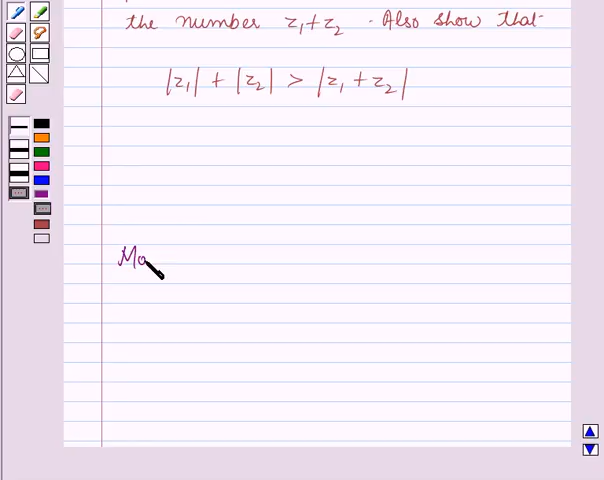 the number z₁+z₂. Also show that
|z₁| + |z₂| > |z₁ + z₂|
Mo